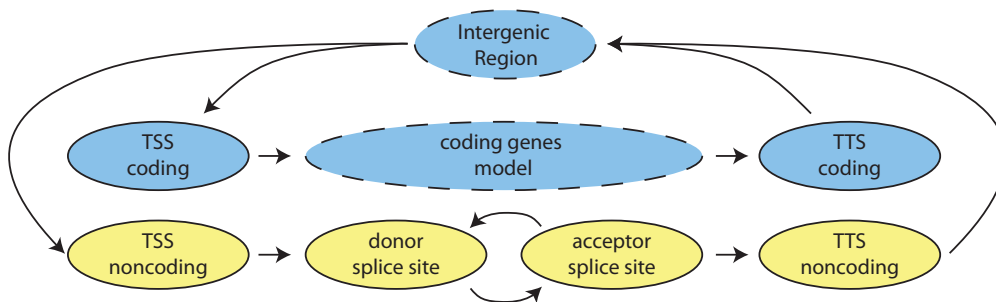 Intergenic
Region
TSS
coding
coding genes
model
TTS
coding
TSS
noncoding
donor
splice site
acceptor
splice site
TTS
noncoding